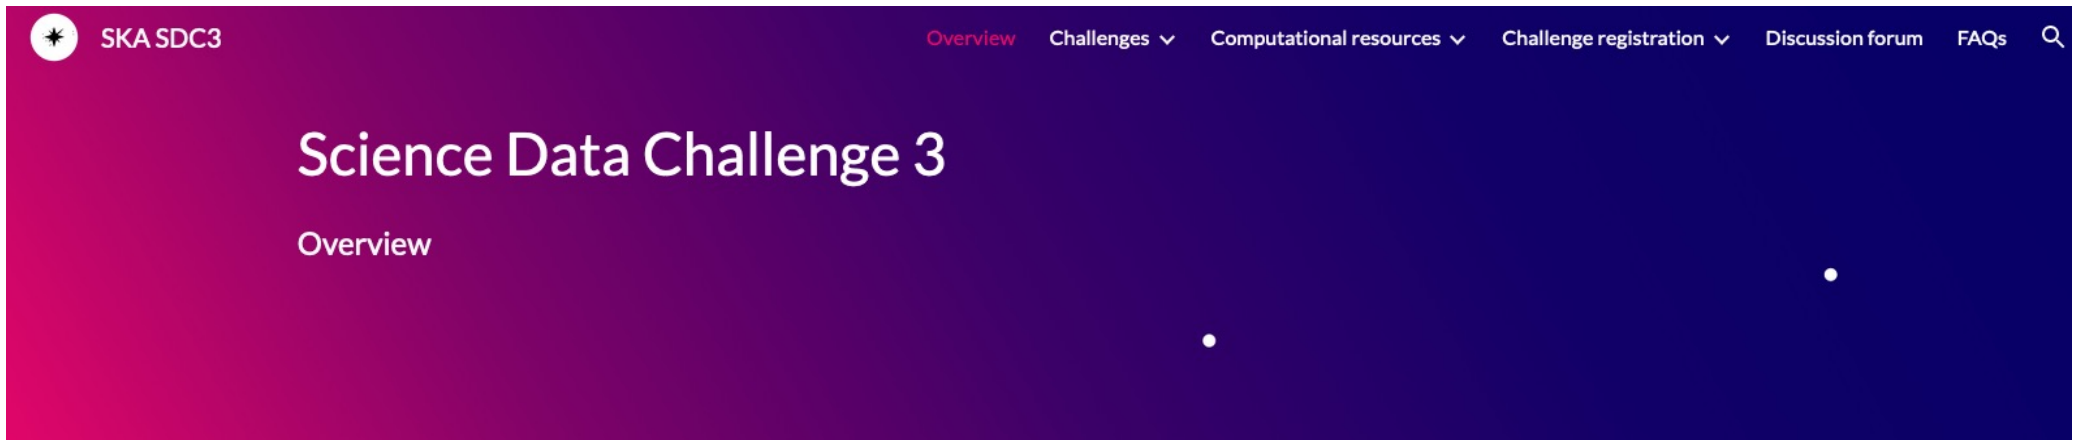 SKA SDC3
Overview Challenges Computational resources Challenge registration Discussion forum FAQs
Science Data Challenge 3
Overview